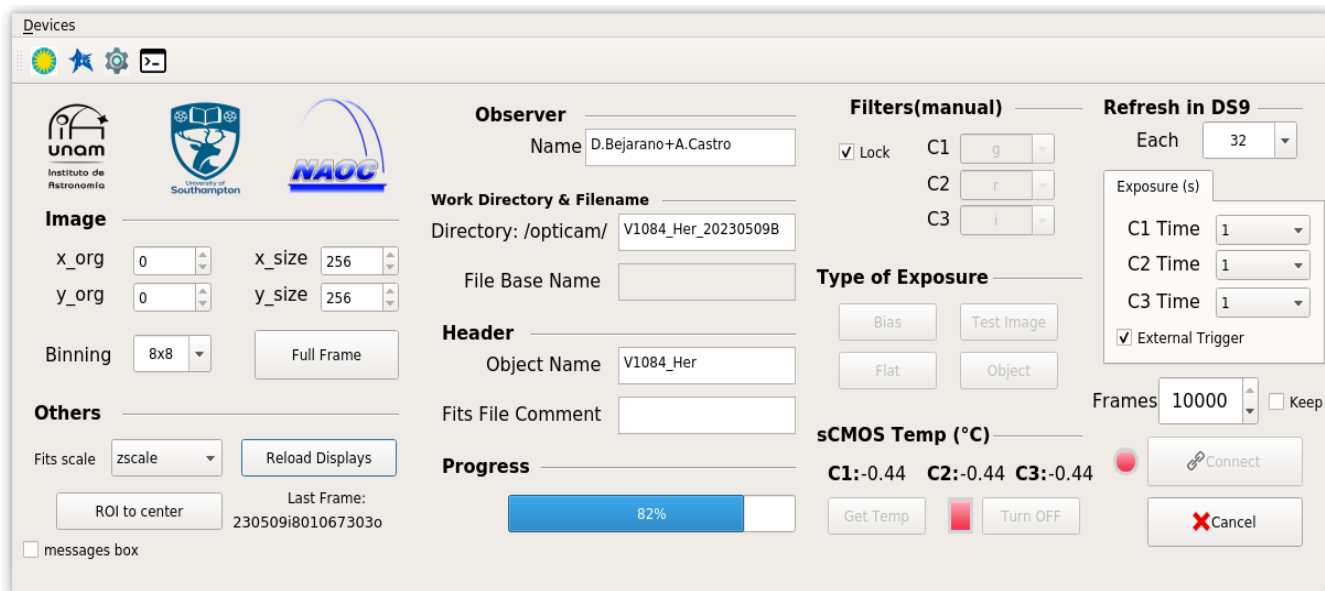 Devices
iA
unam
Instituto de
Astronomía
University of
Southampton
NAOC
Image
x_org 0 x_size 256
y_org 0 y_size 256
Binning 8x8 Full Frame
Others
Fits scale zscale Reload Displays
ROI to center Last Frame:
230509i801067303o
messages box
Observer
Name D.Bejarano+A.Castro
Work Directory & Filename
Directory: /opticam/ V1084_Her_20230509B
File Base Name
Header
Object Name V1084_Her
Fits File Comment
Progress
82%
Filters(manual)
Lock C1 g
C2 r
C3 i
Type of Exposure
Bias Test Image
Flat Object
sCMOS Temp (°C)
C1:-0.44 C2:-0.44 C3:-0.44
Get Temp Turn OFF
Refresh in DS9
Each 32
Exposure (s)
C1 Time 1
C2 Time 1
C3 Time 1
External Trigger
Frames 10000 Keep
Connect
Cancel